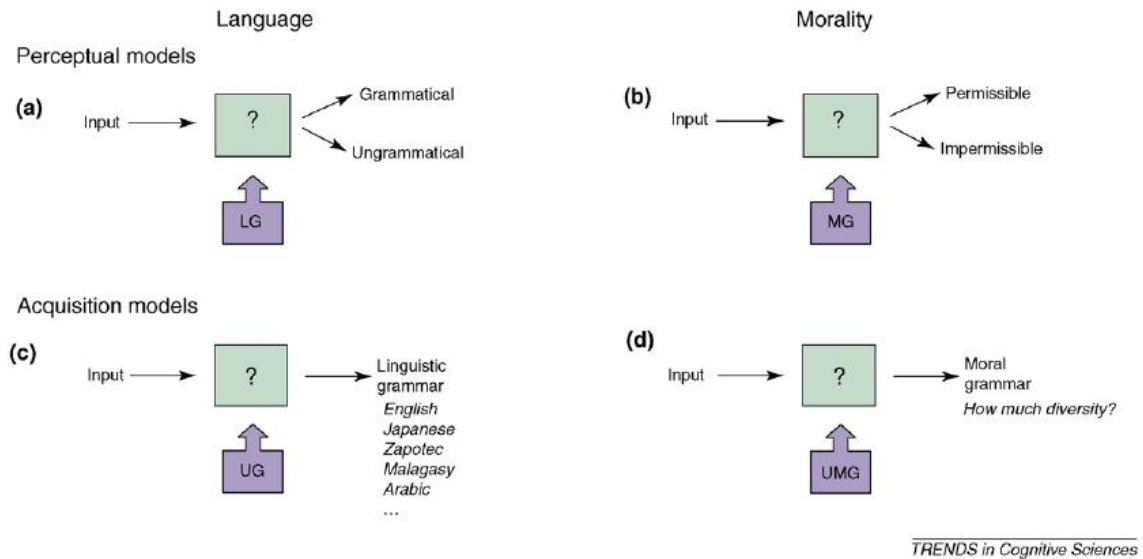 Language
Morality
Perceptual models
(a)
Input
?
Grammatical
Ungrammatical
LG
(b)
Input
?
Permissible
Impermissible
MG
Acquisition models
(c)
Input
?
Linguistic
grammar
English
Japanese
Zapotec
Malagasy
Arabic
...
UG
(d)
Input
?
Moral
grammar
How much diversity?
UMG
TRENDS in Cognitive Sciences